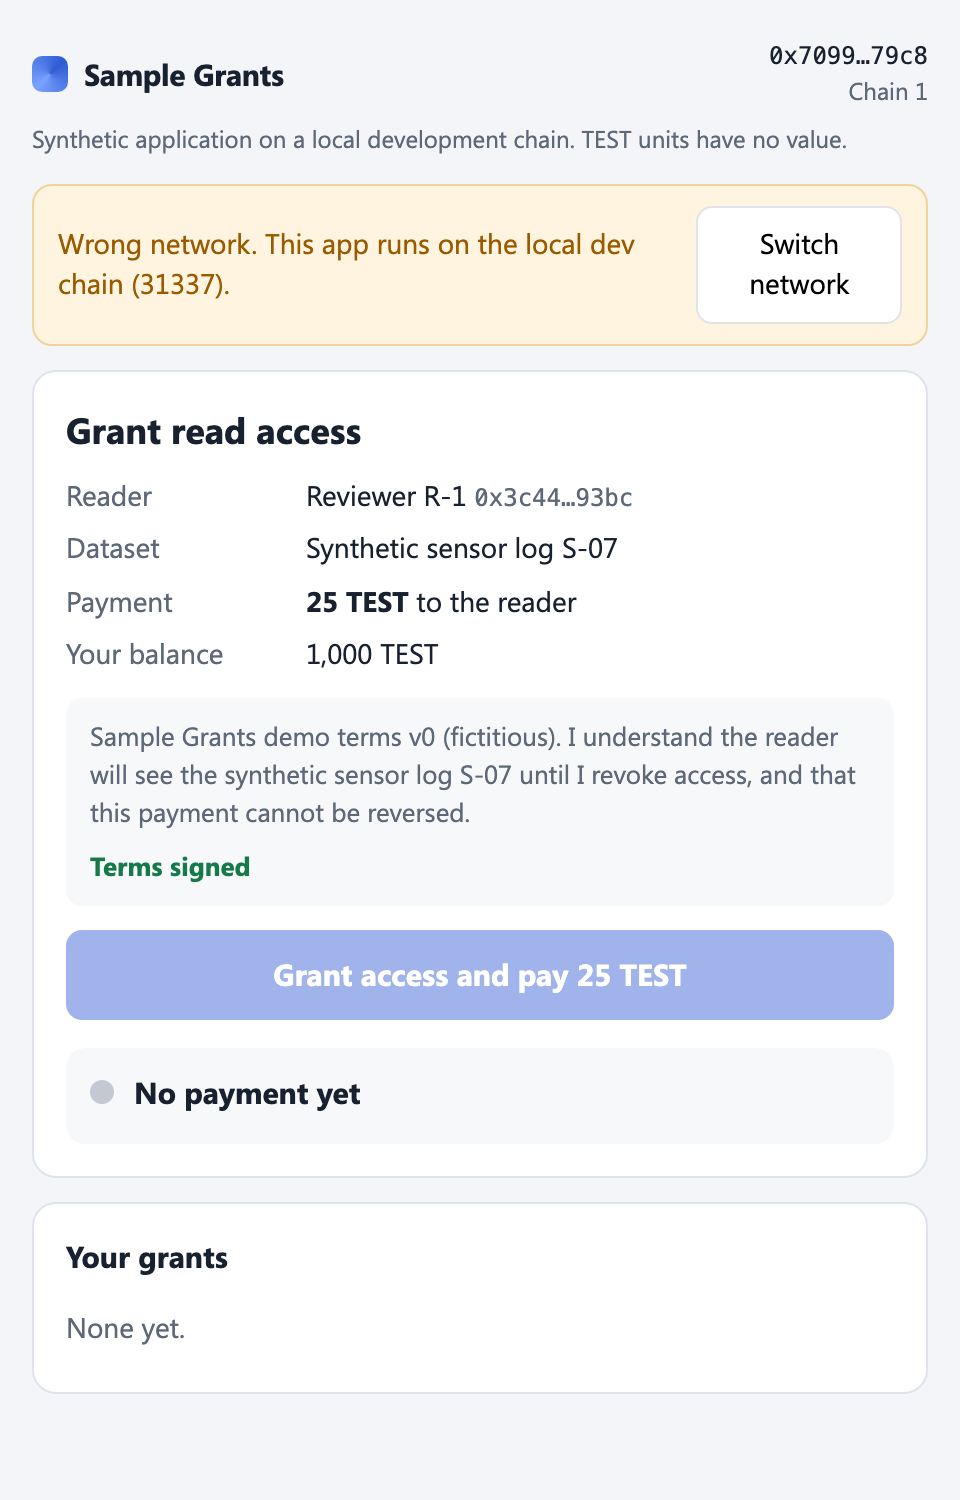 Sample Grants
0x7099…79c8
Chain 1
Synthetic application on a local development chain. TEST units have no value.
Wrong network. This app runs on the local dev
chain (31337).
Switch
network
Grant read access
Reader Reviewer R-1 0x3c44…93bc
Dataset Synthetic sensor log S-07
Payment 25 TEST to the reader
Your balance 1,000 TEST
Sample Grants demo terms v0 (fictitious). I understand the reader
will see the synthetic sensor log S-07 until I revoke access, and that
this payment cannot be reversed.
Terms signed
Grant access and pay 25 TEST
No payment yet
Your grants
None yet.